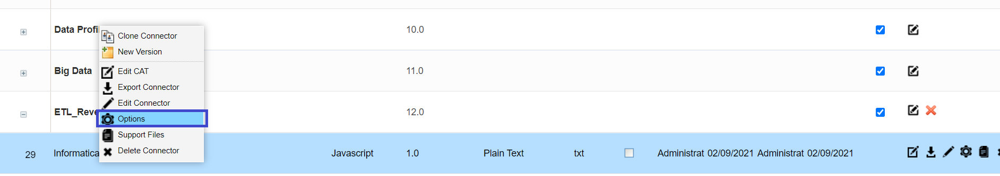 Data Profi 10.0
Clone Connector
New Version
Big Data 11.0
Edit CAT
Export Connector
Edit Connector
ETL_Reve 12.0
Options
Support Files
Delete Connector
29 Informatica Javascript 1.0 Plain Text txt Administrat 02/09/2021 Administrat 02/09/2021